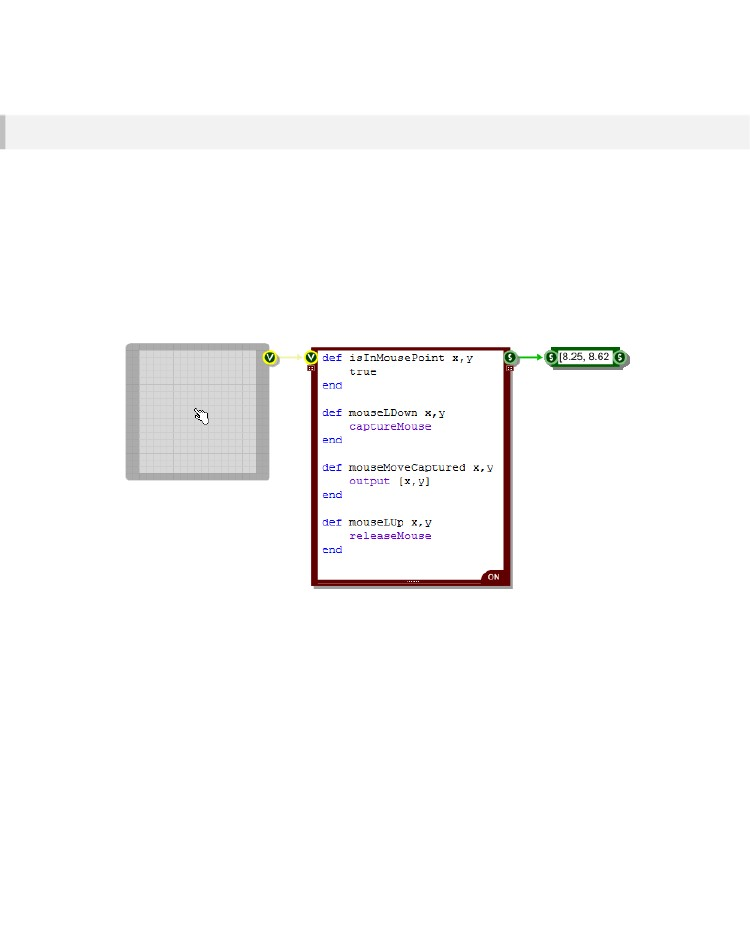 V
V
def isInMousePoint x,y
true
end
def mouseLDown x,y
captureMouse
end
def mouseMoveCaptured x,y
output [x,y]
end
def mouseLUp x,y
releaseMouse
end
ON
S
S
[8.25, 8.62
S